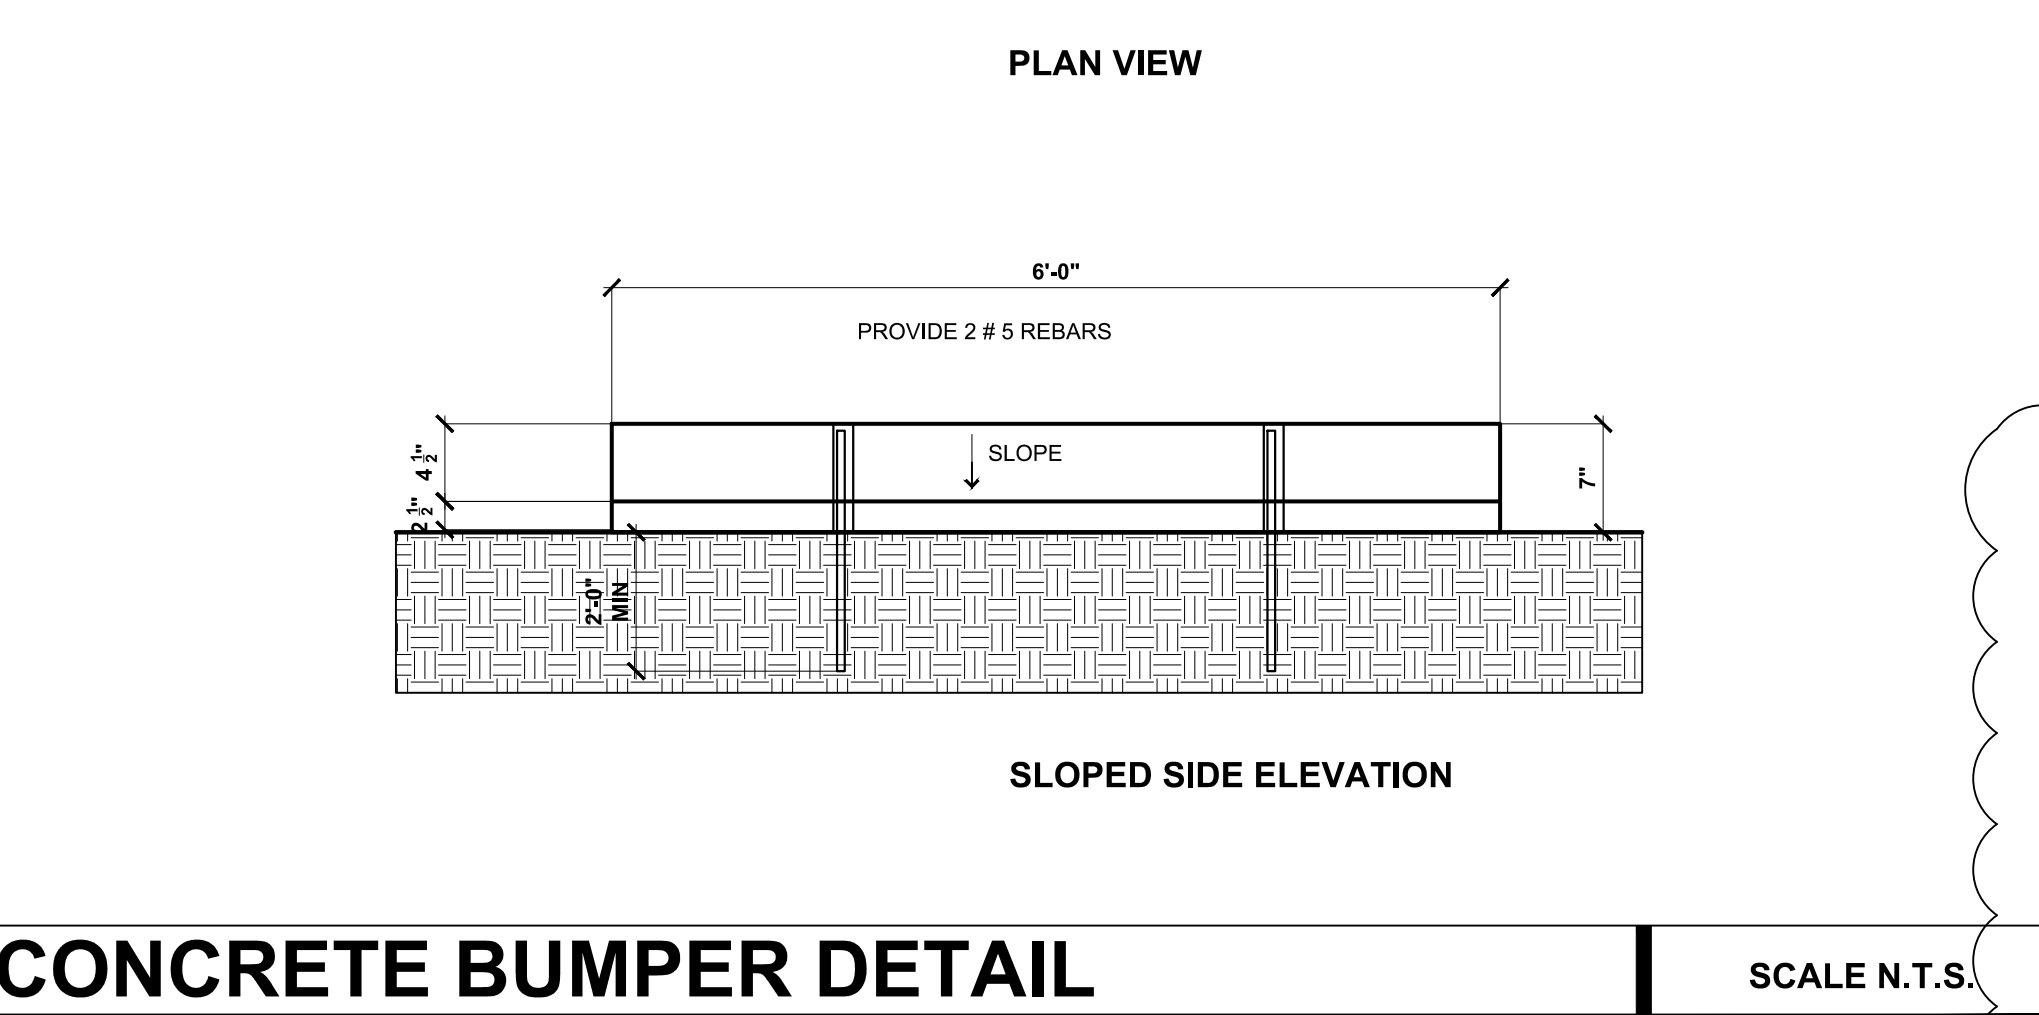 PLAN VIEW
6'-0"
PROVIDE 2 # 5 REBARS
SLOPE
4 1/2"
2 1/2"
7"
2'-0"
MIN
SLOPED SIDE ELEVATION
CONCRETE BUMPER DETAIL
SCALE N.T.S.